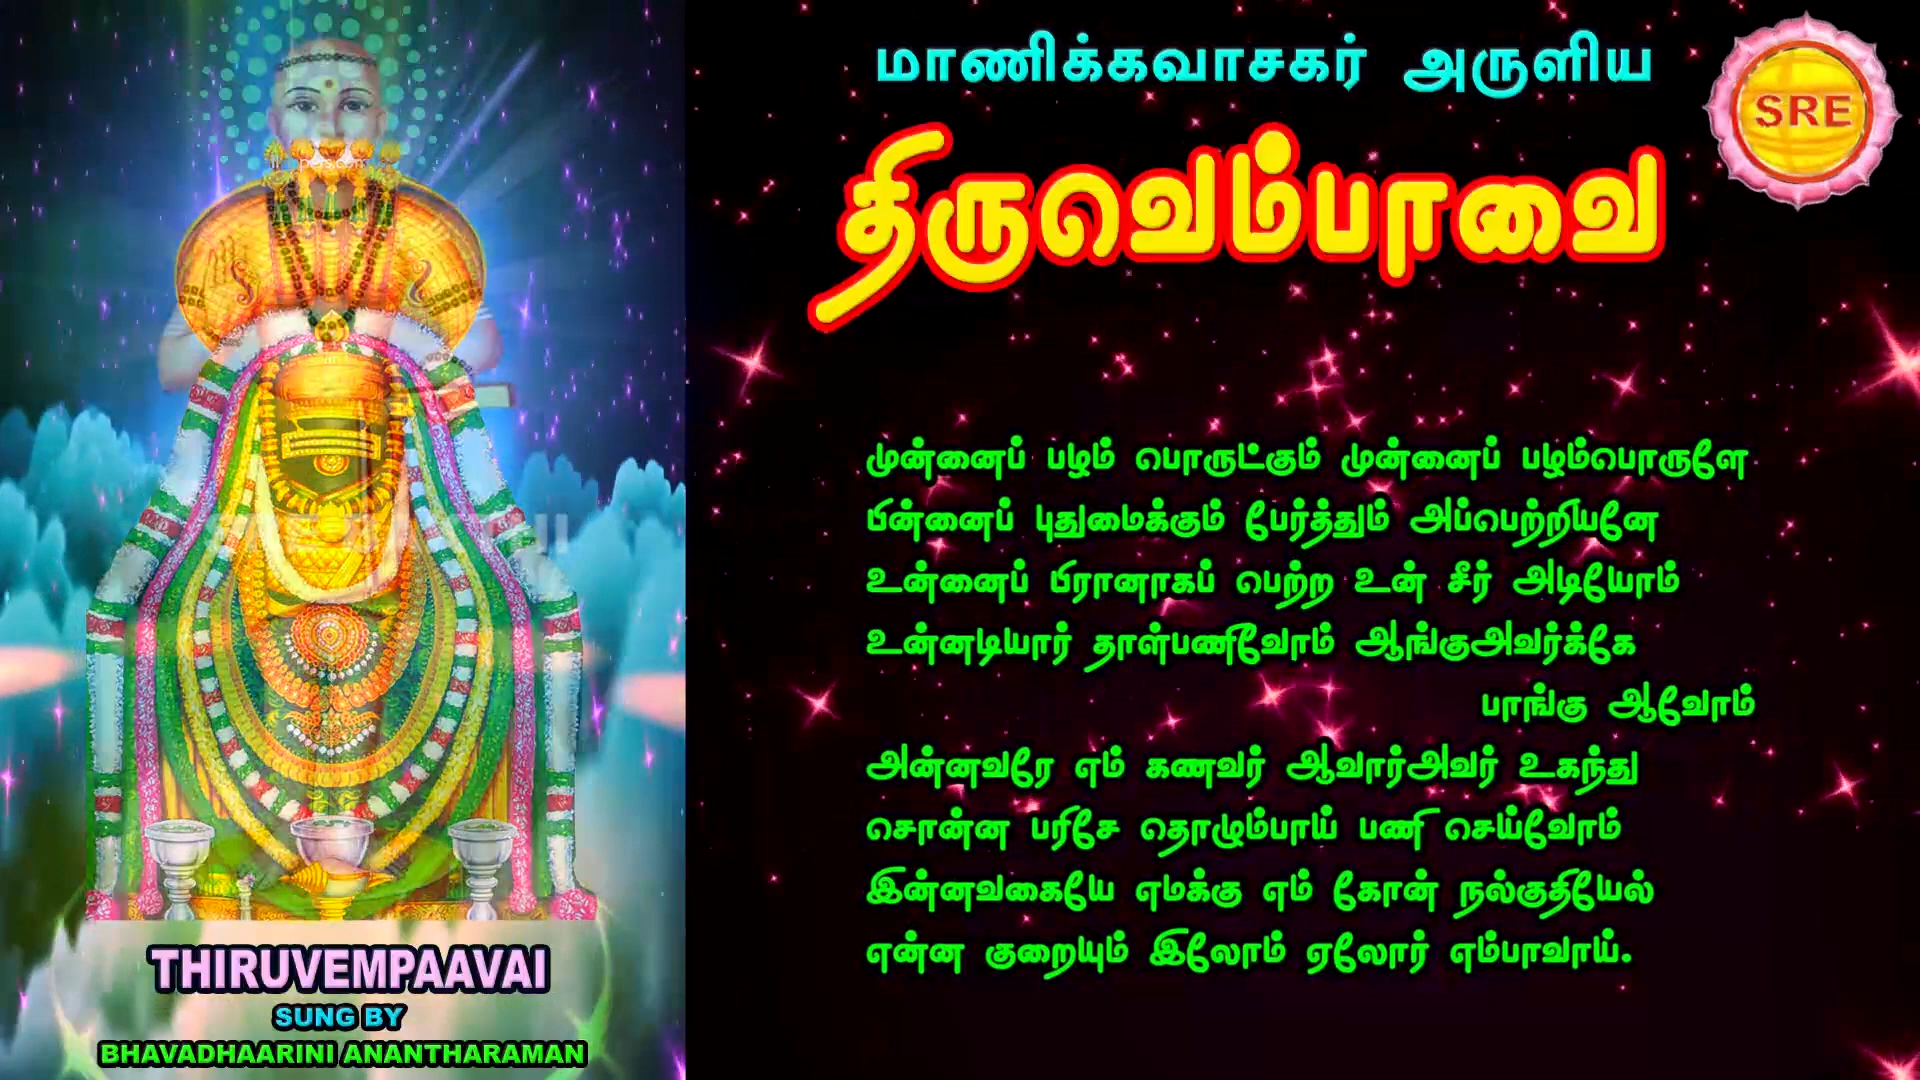 மாணிக்கவாசகர் அருளிய
SRE
திருவெம்பாவை
முன்னைப் பழம் பொருட்கும் முன்னைப் பழம்பொருளே
பின்னைப் புதுமைக்கும் பேர்த்தும் அப்பெற்றியனே
உன்னைப் பிரானாகப் பெற்ற உன் சீர் அடியோம்
உன்னடியார் தாள்பணிவோம் ஆங்குஅவர்க்கே
பாங்கு ஆவோம்
அன்னவரே எம் கணவர் ஆவார்அவர் உகந்து
சொன்ன பரிசே தொழும்பாய் பணி செய்வோம்
இன்னவகையே எமக்கு எம் கோன் நல்குதியேல்
என்ன குறையும் இலோம் ஏலோர் எம்பாவாய்.
THIRUVEMPAAVAI
SUNG BY
BHAVADHAARINI ANANTHARAMAN